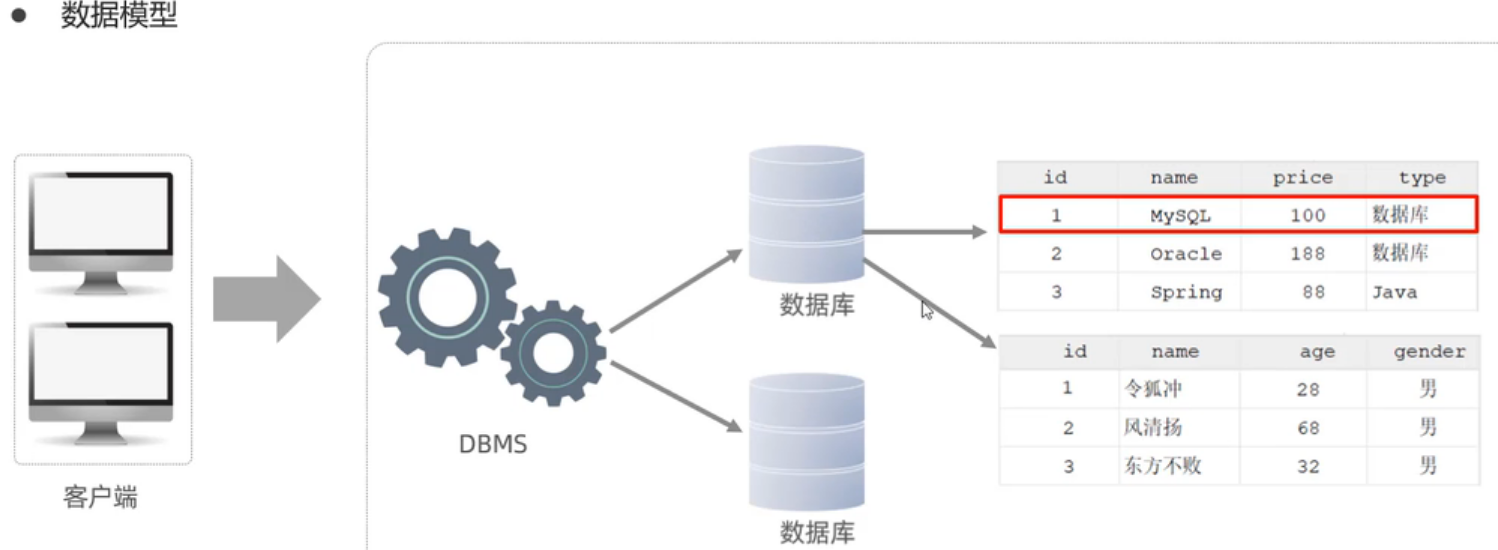 数据模型
客户端
DBMS
数据库
数据库
id name price type
1 MySQL 100 数据库
2 Oracle 188 数据库
3 Spring 88 Java
id name age gender
1 令狐冲 28 男
2 风清扬 68 男
3 东方不败 32 男